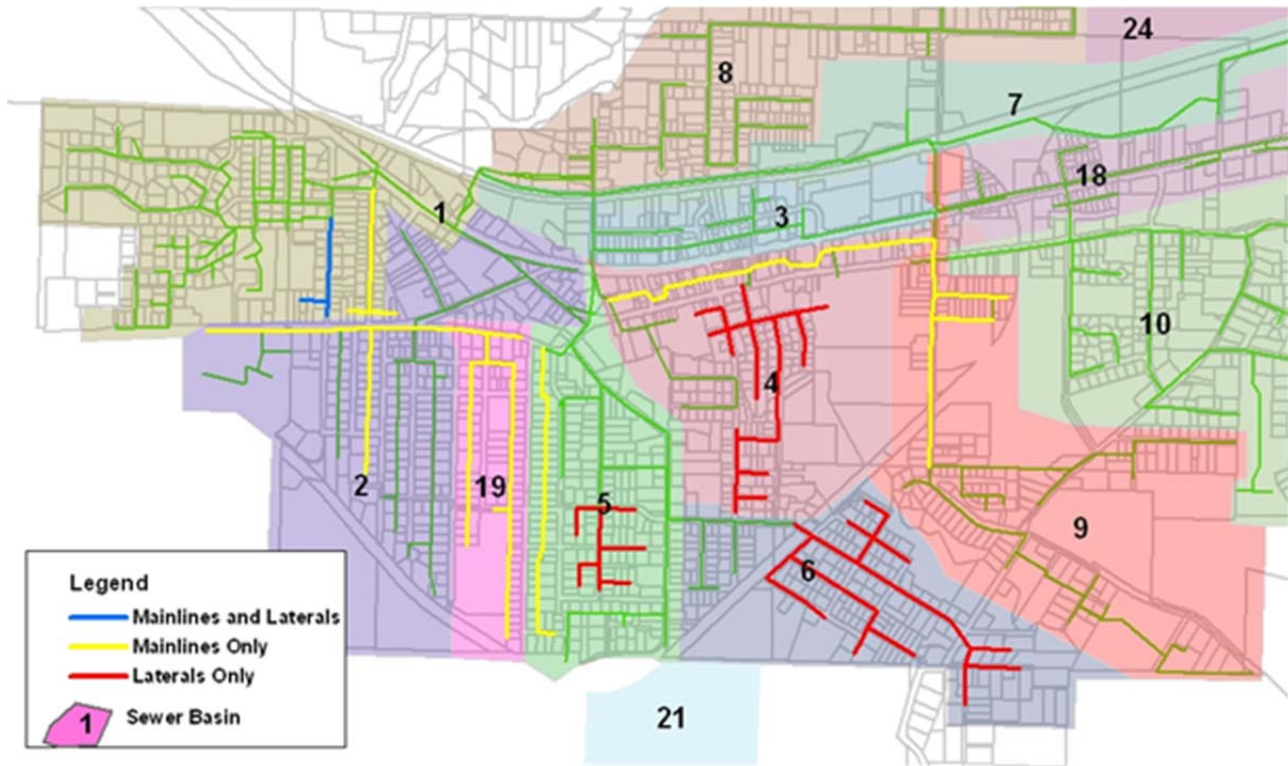 24
8
7
18
1
3
10
4
2
19
5
9
6
Legend
Mainlines and Laterals
Mainlines Only
Laterals Only
1 Sewer Basin
21